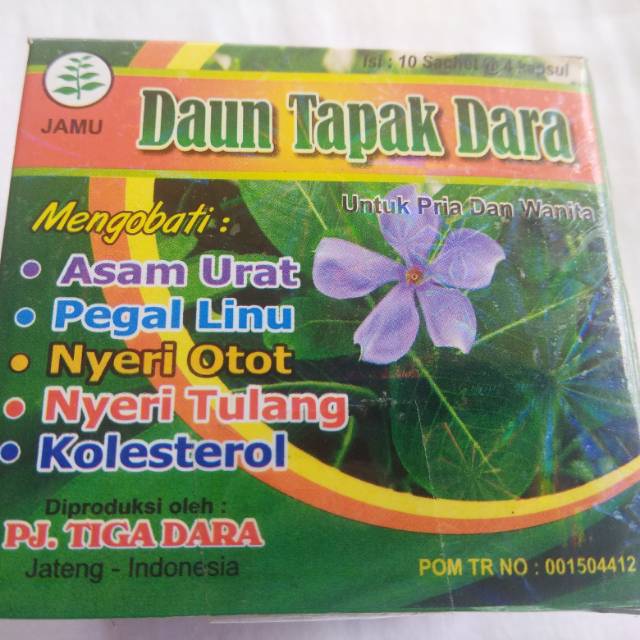 Isi : 10 Sachet @ 4 kapsul
JAMU
Daun Tapak Dara
Untuk Pria Dan Wanita
Mengobati :
• Asam Urat
• Pegal Linu
• Nyeri Otot
• Nyeri Tulang
• Kolesterol
Diproduksi oleh :
PJ. TIGA DARA
Jateng - Indonesia
POM TR NO : 001504412